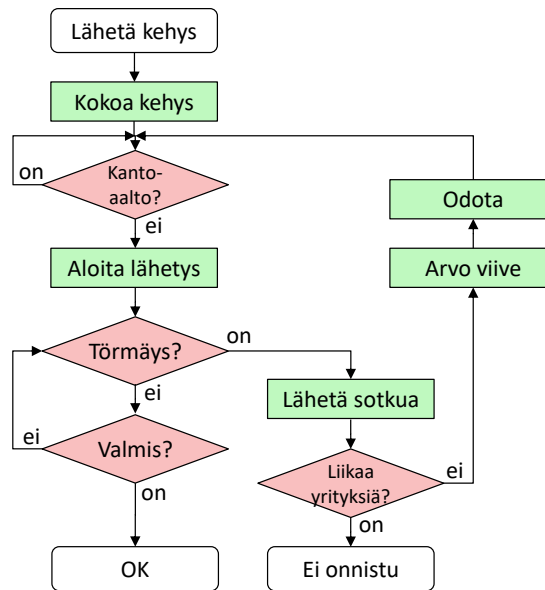 Lähetä kehys
Kokoa kehys
on
Kanto-
aalto?
ei
Odota
Aloita lähetys
Arvo viive
Törmäys?
on
ei
Lähetä sotkua
ei
Valmis?
on
Liikaa
yrityksiä?
ei
on
OK
Ei onnistu